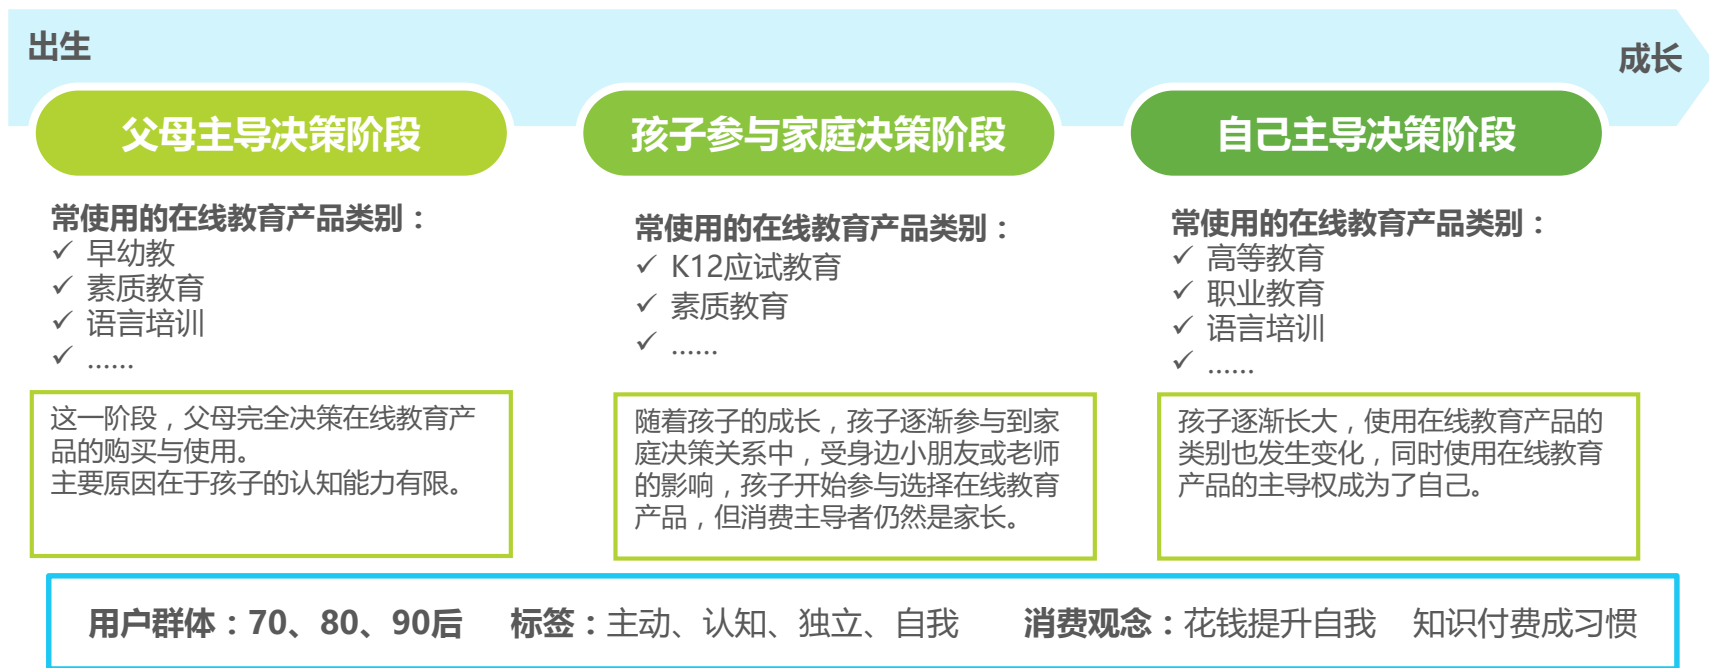 出生
成长
父母主导决策阶段
常使用的在线教育产品类别：
✓ 早幼教
✓ 素质教育
✓ 语言培训
✓ ......
这一阶段，父母完全决策在线教育产
品的购买与使用。
主要原因在于孩子的认知能力有限。
孩子参与家庭决策阶段
常使用的在线教育产品类别：
✓ K12应试教育
✓ 素质教育
✓ ......
随着孩子的成长，孩子逐渐参与到家
庭决策关系中，受身边小朋友或老师
的影响，孩子开始参与选择在线教育
产品，但消费主导者仍然是家长。
自己主导决策阶段
常使用的在线教育产品类别：
✓ 高等教育
✓ 职业教育
✓ 语言培训
✓ ......
孩子逐渐长大，使用在线教育产品的
类别也发生变化，同时使用在线教育
产品的主导权成为了自己。
用户群体：70、80、90后 标签：主动、认知、独立、自我 消费观念：花钱提升自我 知识付费成习惯